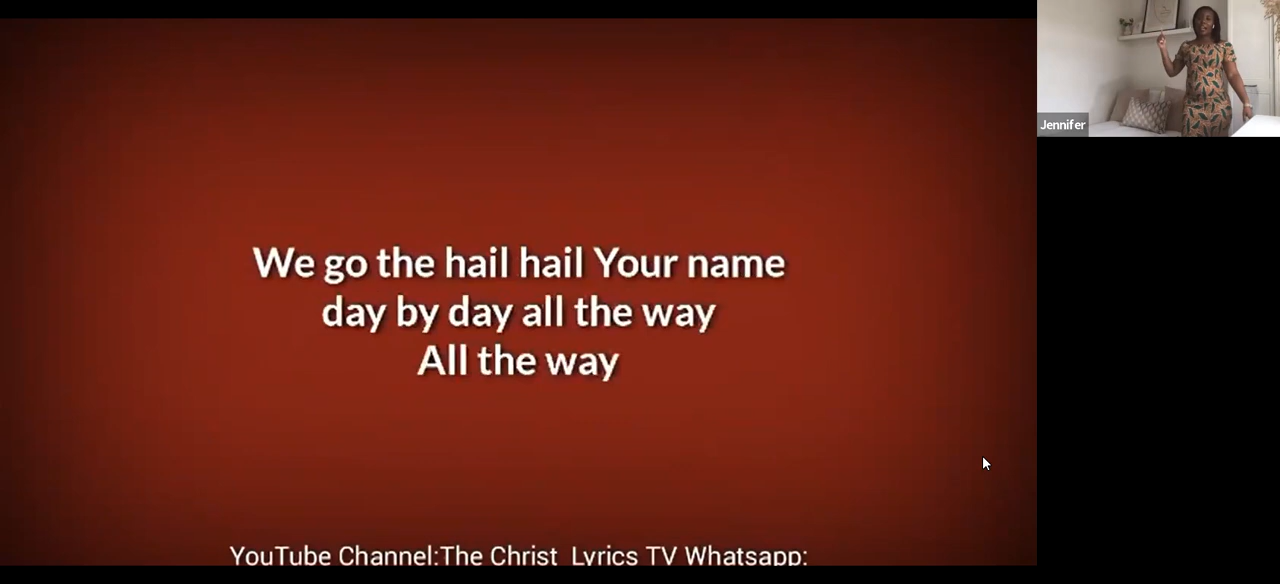 We go the hail hail Your name
day by day all the way
All the way
YouTube Channel:The Christ Lyrics TV Whatsapp:
Jennifer